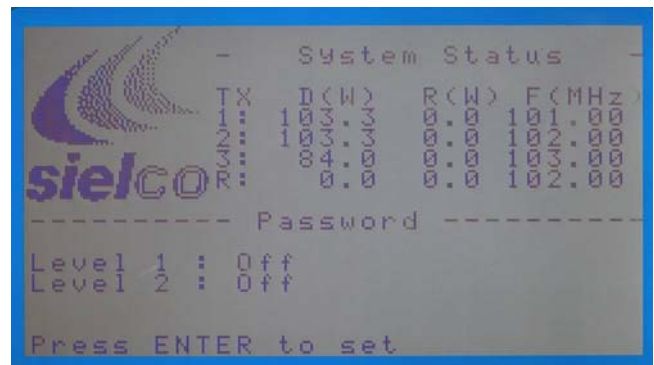 - System Status -
TX D(W) R(W) F(MHz)
1: 103.3 0.0 101.00
2: 103.3 0.0 102.00
3: 84.0 0.0 103.00
sielco
R: 0.0 0.0 102.00
---------- Password ----------
Level 1 : Off
Level 2 : Off
Press ENTER to set